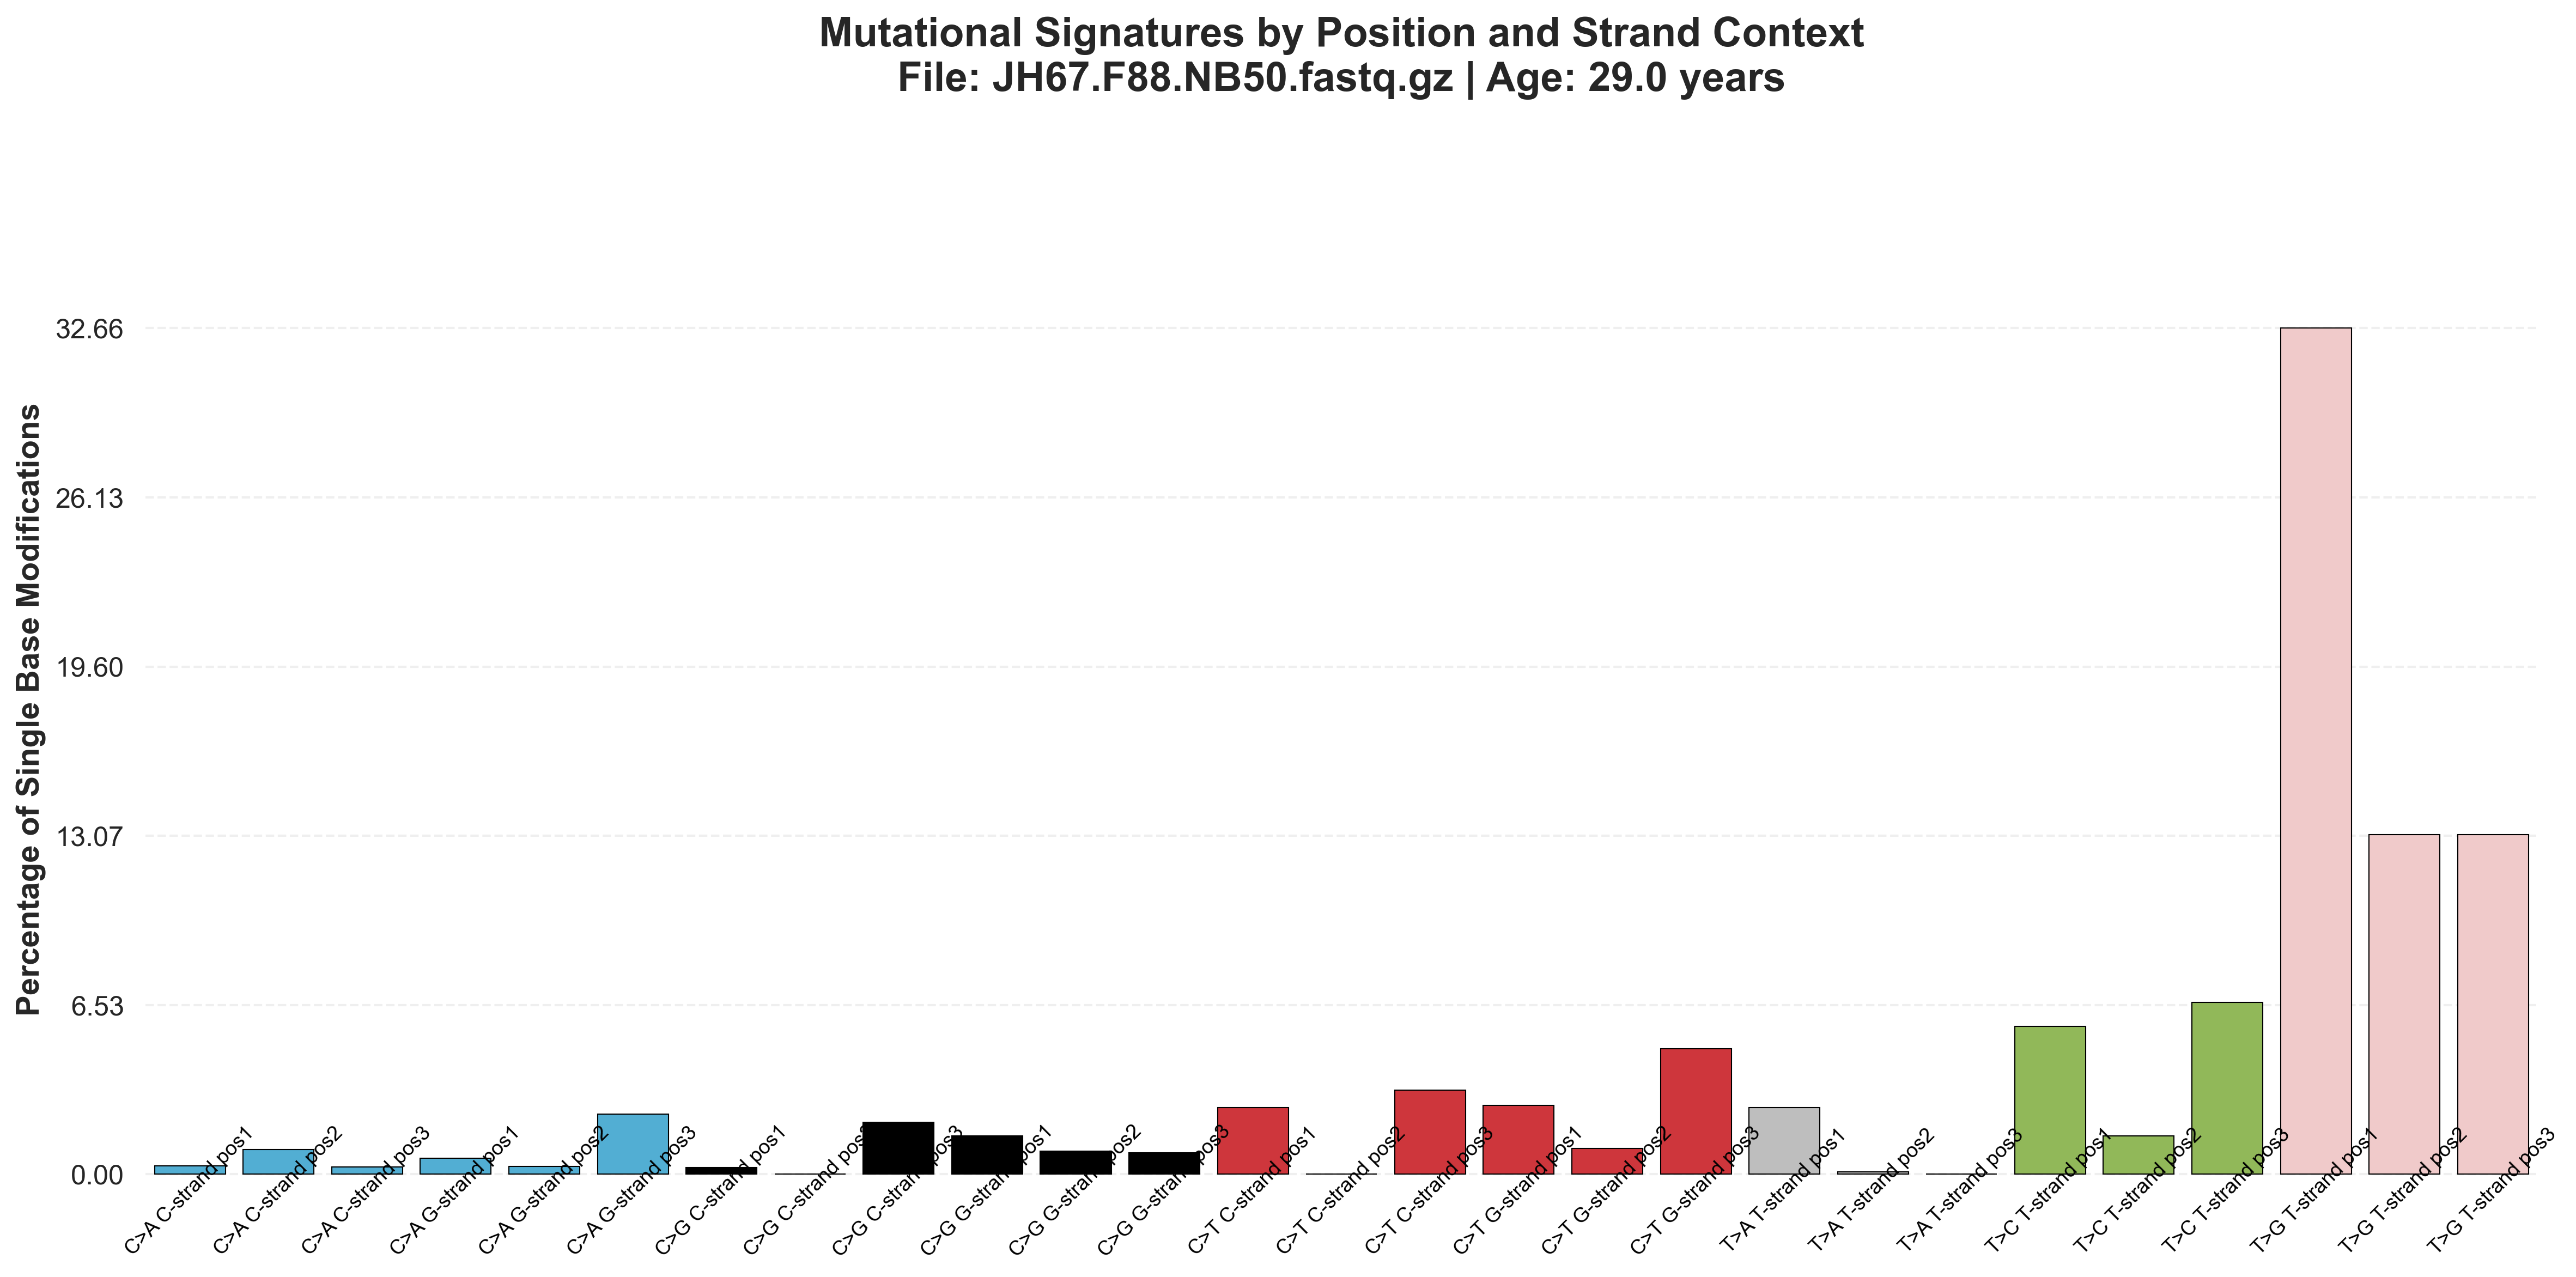 Mutational Signatures by Position and Strand Context
File: JH67.F88.NB50.fastq.gz | Age: 29.0 years
Percentage of Single Base Modifications
32.66
26.13
19.60
13.07
6.53
0.00
C>A C-strand pos1
C>A C-strand pos2
C>A C-strand pos3
C>A G-strand pos1
C>A G-strand pos2
C>A G-strand pos3
C>G C-strand pos1
C>G C-strand pos2
C>G C-strand pos3
C>G G-strand pos1
C>G G-strand pos2
C>G G-strand pos3
C>T C-strand pos1
C>T C-strand pos2
C>T C-strand pos3
C>T G-strand pos1
C>T G-strand pos2
C>T G-strand pos3
T>A T-strand pos1
T>A T-strand pos2
T>A T-strand pos3
T>C T-strand pos1
T>C T-strand pos2
T>C T-strand pos3
T>G T-strand pos1
T>G T-strand pos2
T>G T-strand pos3